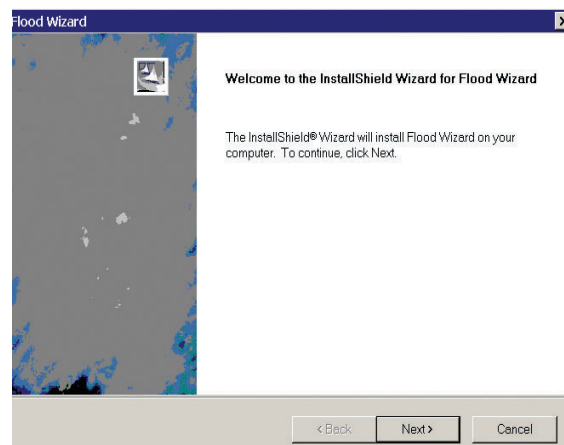 Flood Wizard
Welcome to the InstallShield Wizard for Flood Wizard
The InstallShield® Wizard will install Flood Wizard on your
computer. To continue, click Next.
< Back
Next >
Cancel